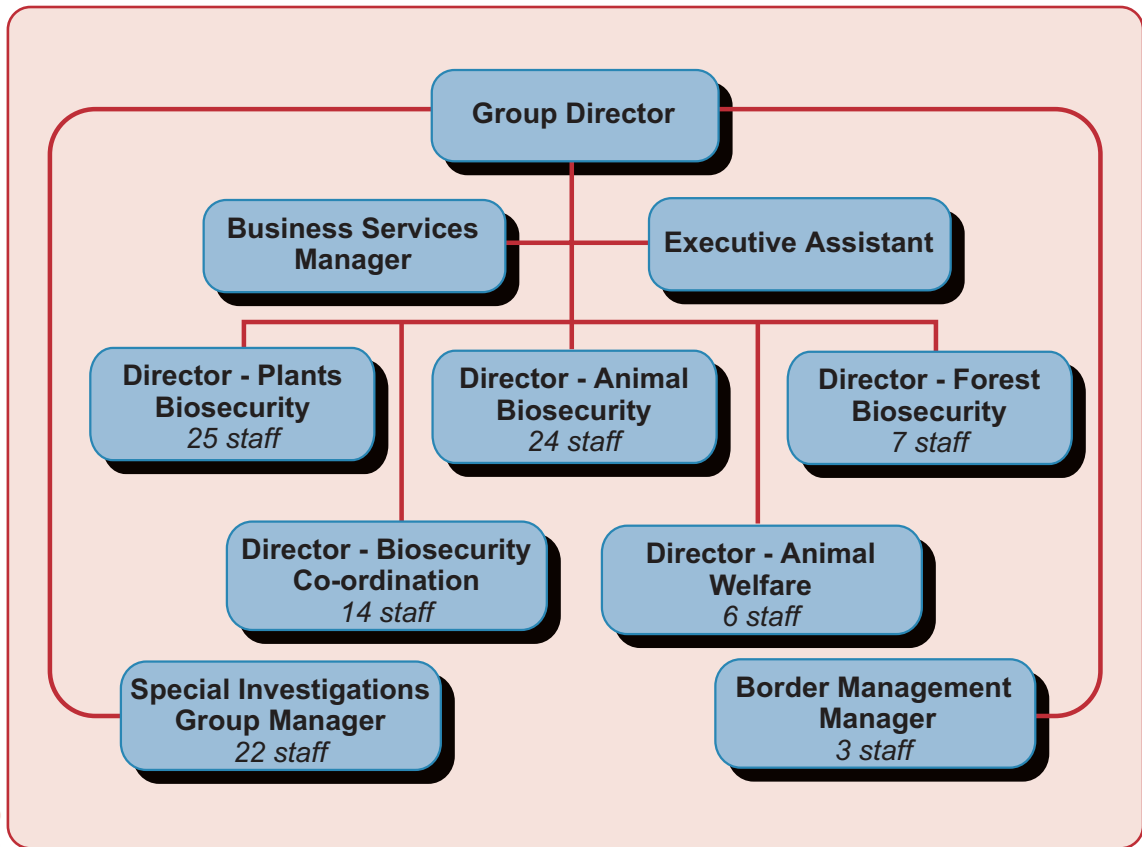 Group Director
Business Services
Manager
Executive Assistant
Director - Plants
Biosecurity
25 staff
Director - Animal
Biosecurity
24 staff
Director - Forest
Biosecurity
7 staff
Director - Biosecurity
Co-ordination
14 staff
Director - Animal
Welfare
6 staff
Special Investigations
Group Manager
22 staff
Border Management
Manager
3 staff